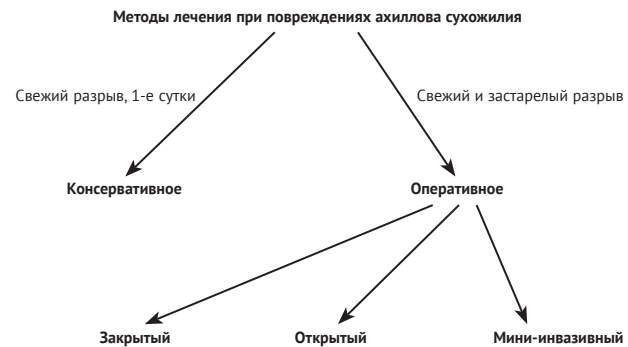 Методы лечения при повреждениях ахиллова сухожилия
Свежий разрыв, 1-е сутки
Свежий и застарелый разрыв
Консервативное
Оперативное
Закрытый
Открытый
Мини-инвазивный